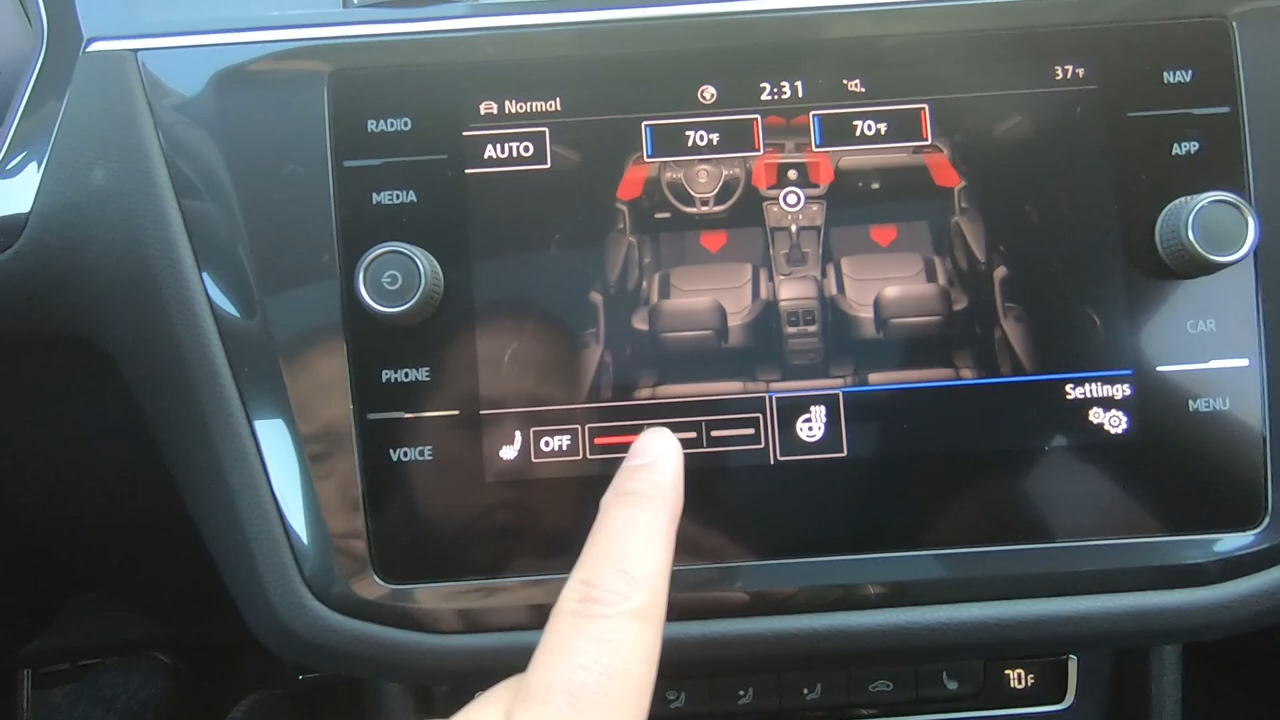 Normal
2:31
37°F
AUTO
70°F
70°F
RADIO
MEDIA
PHONE
VOICE
NAV
APP
CAR
MENU
Settings
OFF
70°F